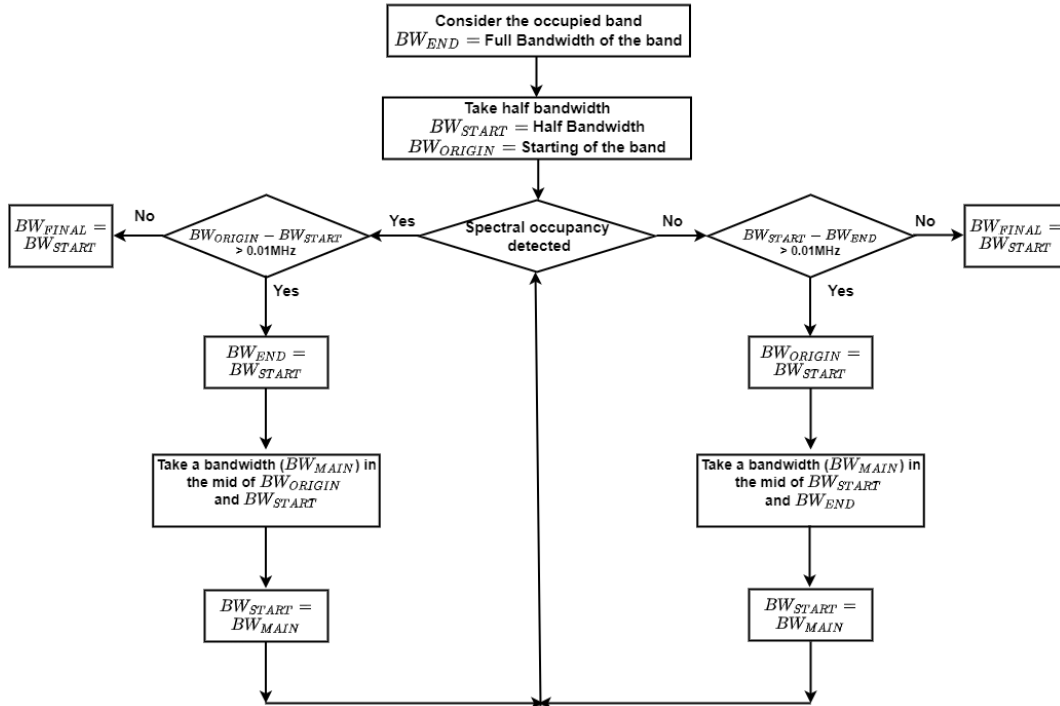 Consider the occupied band
BW_END = Full Bandwidth of the band
Take half bandwidth
BW_START = Half Bandwidth
BW_ORIGIN = Starting of the band
Spectral occupancy
detected
Yes
No
BW_ORIGIN − BW_START
> 0.01MHz
No
BW_FINAL =
BW_START
Yes
BW_END =
BW_START
Take a bandwidth (BW_MAIN) in
the mid of BW_ORIGIN
and BW_START
BW_START =
BW_MAIN
BW_START − BW_END
> 0.01MHz
No
BW_FINAL =
BW_START
Yes
BW_ORIGIN =
BW_START
Take a bandwidth (BW_MAIN) in
the mid of BW_START
and BW_END
BW_START =
BW_MAIN